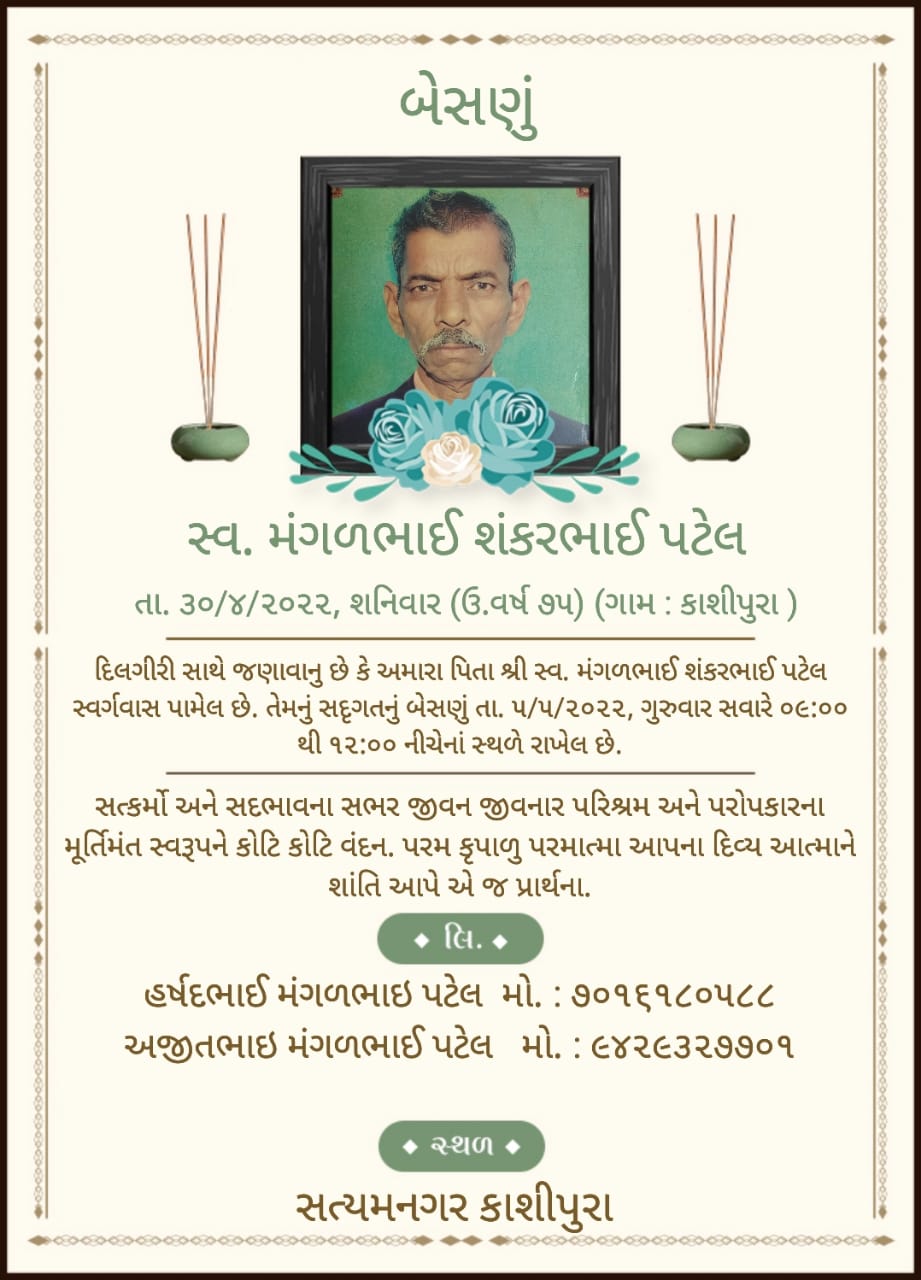 બેસણું
સ્વ. મંગળભાઈ શંકરભાઈ પટેલ
તા. ૩૦/૪/૨૦૨૨, શનિવાર (ઉ.વર્ષ ૭૫) (ગામ : કાશીપુરા )
દિલગીરી સાથે જણાવાનુ છે કે અમારા પિતા શ્રી સ્વ. મંગળભાઈ શંકરભાઈ પટેલ
સ્વર્ગવાસ પામેલ છે. તેમનું સદૃગતનું બેસણું તા. ૫/૫/૨૦૨૨, ગુરુવાર સવારે ૦૯:૦૦
થી ૧૨:૦૦ નીચેનાં સ્થળે રાખેલ છે.
સત્કર્મો અને સદભાવના સભર જીવન જીવનાર પરિશ્રમ અને પરોપકારના
મૂર્તિમંત સ્વરૂપને કોટિ કોટિ વંદન. પરમ કૃપાળુ પરમાત્મા આપના દિવ્ય આત્માને
શાંતિ આપે એ જ પ્રાર્થના.
લિ.
હર્ષદભાઈ મંગળભાઇ પટેલ મો. : ૭૦૧૬૧૮૦૫૮૮
અજીતભાઇ મંગળભાઈ પટેલ મો. : ૯૪૨૯૩૨૭૭૦૧
સ્થળ
સત્યમનગર કાશીપુરા